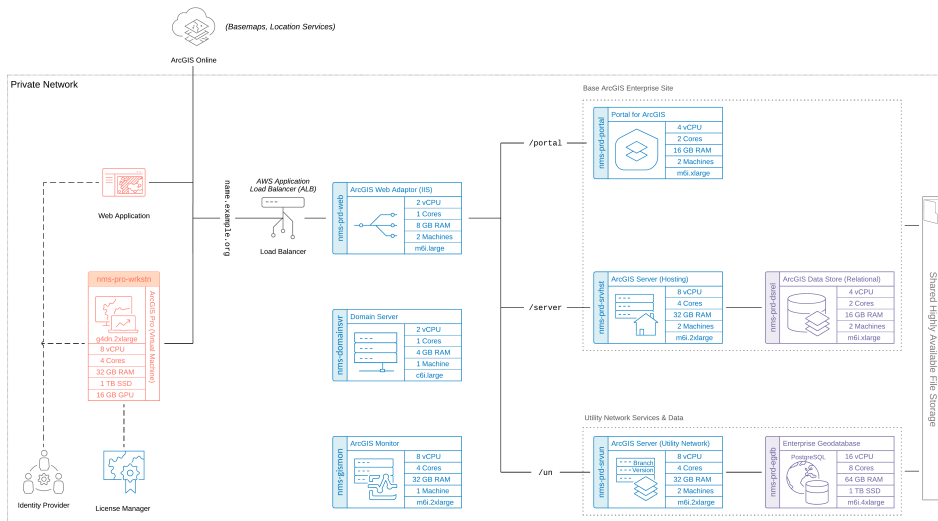 (Basemaps, Location Services)
ArcGIS Online
Private Network
Web Application
nms-pro-wrkstn
ArcGIS Pro (Virtual Machine)
g4dn.2xlarge
8 vCPU
4 Cores
32 GB RAM
1 TB SSD
16 GB GPU
Identity Provider
License Manager
name.example.org
AWS Application
Load Balancer (ALB)
Load Balancer
nms-prd-web
ArcGIS Web Adaptor (IIS)
2 vCPU
1 Cores
8 GB RAM
2 Machines
m6i.large
nms-domainsvr
Domain Server
2 vCPU
1 Cores
4 GB RAM
1 Machine
c6i.large
nms-gismon
ArcGIS Monitor
8 vCPU
4 Cores
32 GB RAM
1 Machine
m6i.2xlarge
/portal
/server
/un
Base ArcGIS Enterprise Site
nms-prd-portal
Portal for ArcGIS
4 vCPU
2 Cores
16 GB RAM
2 Machines
m6i.xlarge
nms-prd-srvhst
ArcGIS Server (Hosting)
8 vCPU
4 Cores
32 GB RAM
2 Machines
m6i.2xlarge
nms-prd-dsrel
ArcGIS Data Store (Relational)
4 vCPU
2 Cores
16 GB RAM
2 Machines
m6i.xlarge
Utility Network Services & Data
nms-prd-srvun
ArcGIS Server (Utility Network)
Branch
Version
8 vCPU
4 Cores
32 GB RAM
2 Machines
m6i.2xlarge
nms-prd-egdb
Enterprise Geodatabase
PostgreSQL
16 vCPU
8 Cores
64 GB RAM
1 TB SSD
m6i.4xlarge
Shared Highly Available File Storage